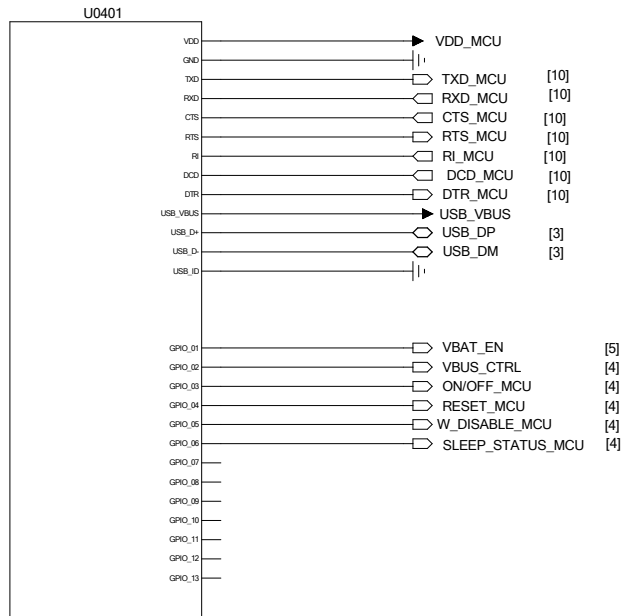 U0401
VDD VDD_MCU
GND
TXD TXD_MCU [10]
RXD RXD_MCU [10]
CTS CTS_MCU [10]
RTS RTS_MCU [10]
RI RI_MCU [10]
DCD DCD_MCU [10]
DTR DTR_MCU [10]
USB_VBUS USB_VBUS
USB_D+ USB_DP [3]
USB_D- USB_DM [3]
USB_ID
GPIO_01 VBAT_EN [5]
GPIO_02 VBUS_CTRL [4]
GPIO_03 ON/OFF_MCU [4]
GPIO_04 RESET_MCU [4]
GPIO_05 W_DISABLE_MCU [4]
GPIO_06 SLEEP_STATUS_MCU [4]
GPIO_07
GPIO_08
GPIO_09
GPIO_10
GPIO_11
GPIO_12
GPIO_13